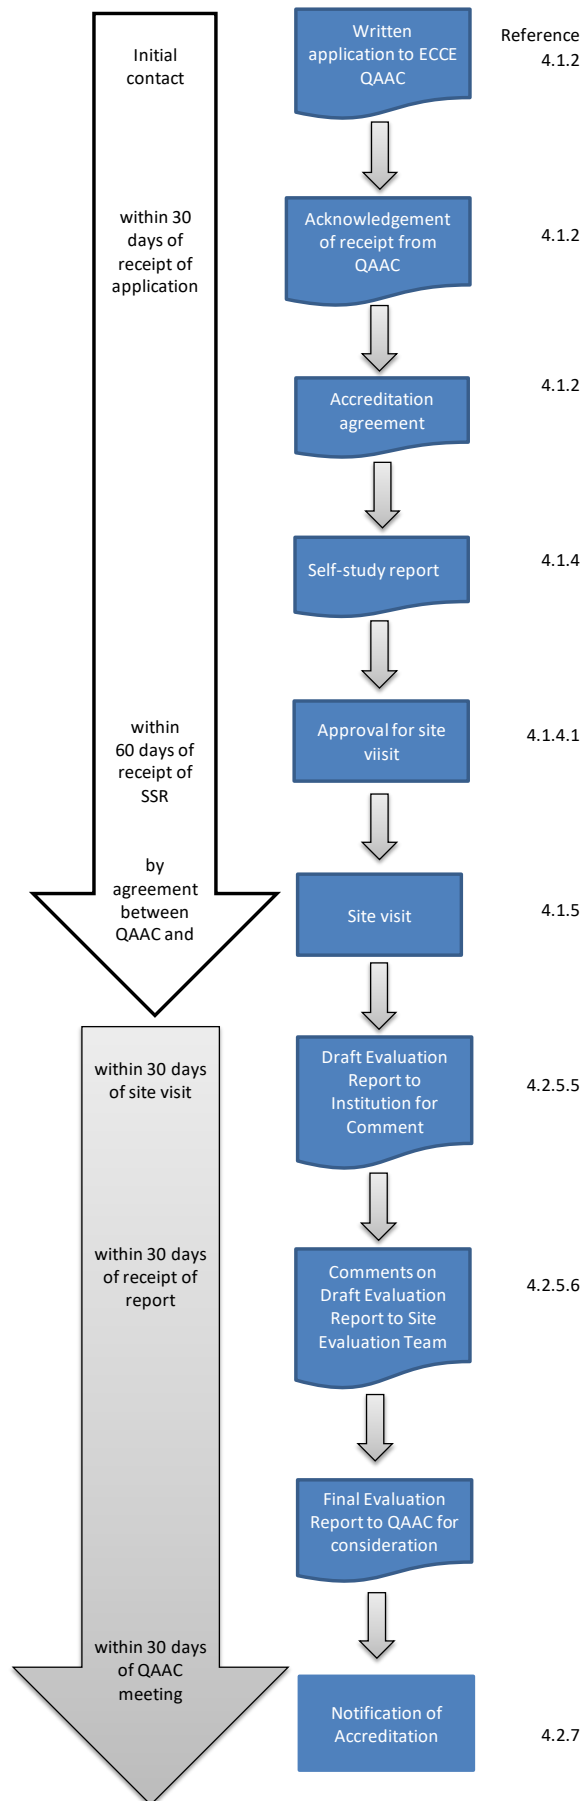 Initial
contact
Written
application to ECCE
QAAC
Reference
4.1.2
within 30
days of
receipt of
application
Acknowledgement
of receipt from
QAAC
4.1.2
Accreditation
agreement
4.1.2
Self-study report
4.1.4
within
60 days of
receipt of
SSR
Approval for site
viisit
4.1.4.1
by
agreement
between
QAAC and
Site visit
4.1.5
within 30 days
of site visit
Draft Evaluation
Report to
Institution for
Comment
4.2.5.5
within 30 days
of receipt of
report
Comments on
Draft Evaluation
Report to Site
Evaluation Team
4.2.5.6
Final Evaluation
Report to QAAC for
consideration
within 30 days
of QAAC
meeting
Notification of
Accreditation
4.2.7